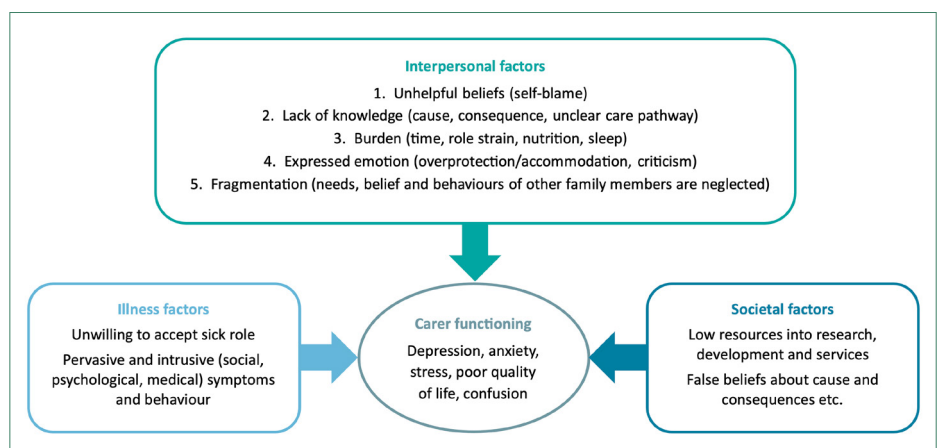 Interpersonal factors
1. Unhelpful beliefs (self-blame)
2. Lack of knowledge (cause, consequence, unclear care pathway)
3. Burden (time, role strain, nutrition, sleep)
4. Expressed emotion (overprotection/accommodation, criticism)
5. Fragmentation (needs, belief and behaviours of other family members are neglected)
Illness factors
Unwilling to accept sick role
Pervasive and intrusive (social,
psychological, medical) symptoms
and behaviour
Carer functioning
Depression, anxiety,
stress, poor quality
of life, confusion
Societal factors
Low resources into research,
development and services
False beliefs about cause and
consequences etc.